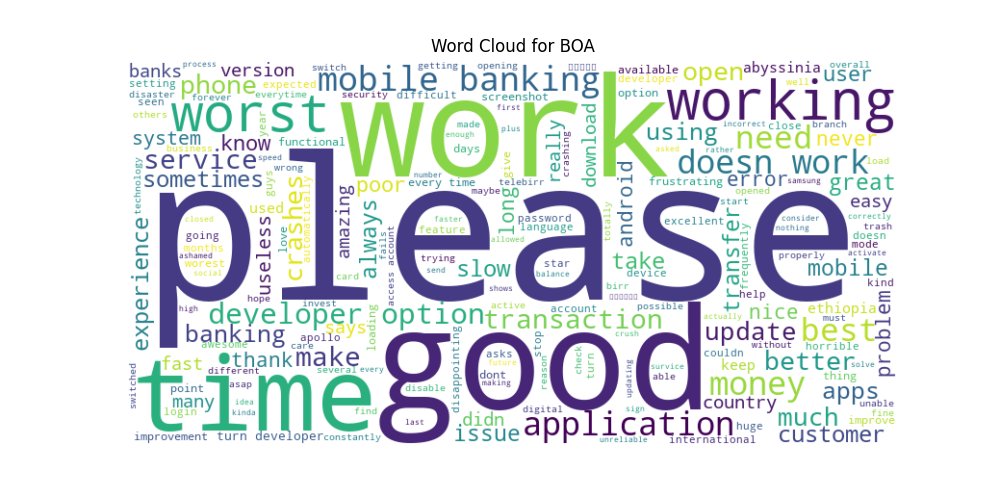 Word Cloud for BOA
banks process version getting opening switch available overall
setting phone expected mobile banking developer open abyssinia user well
disaster seen forever everytime security difficult screenshot option
others worst work first working
system year made plus download using incorrect close branch need never
know functional enough days really crashing doesn work asked rather load
technology business speed service wrong sometimes guys number every time telebirr give maybe frustrating error opened samsung great
please
experience closed going months ashamed worst social used useless love crashes automatically amazing poor always trying feature faster allowed long password language totally android excellent transfer start frequently doesn easy consider nothing mode correctly trash activate
access account fails card send slow star balance take device properly mobile
high hope invest developer option says shows active transaction birr account possible help actually nice ethiopia kind must problem
banking apollo loading awesome care good crush update best without horrible solve
fast thank make different several every disappointing asks dont future making stop reason check turn service able updating couldn keep better thing
switched point many idea asap kinda login time disable find last digital sign money country apps unable fine
didn application huge much improve
improvement turn developer constantly issue unreliable international customer